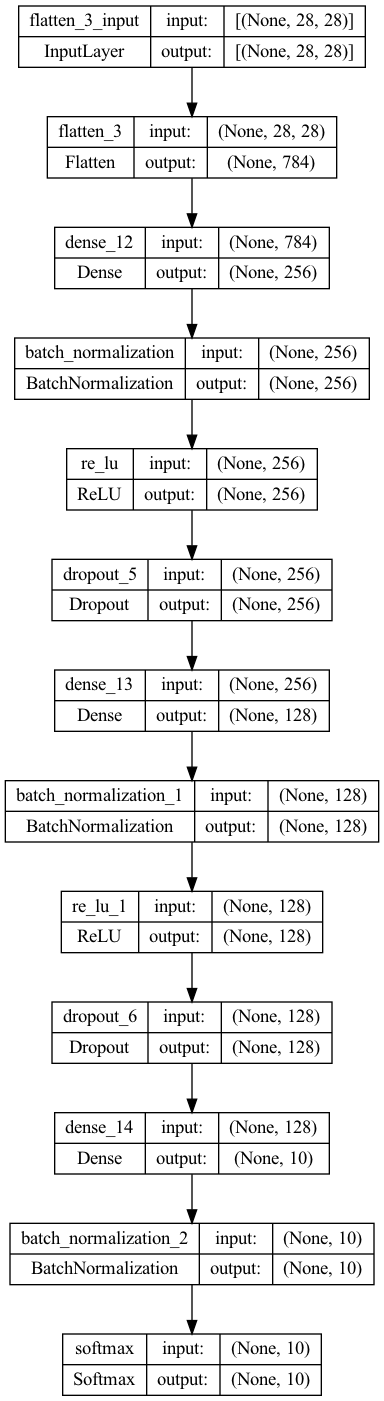 flatten_3_input input: [(None, 28, 28)]
InputLayer output: [(None, 28, 28)]
flatten_3 input: (None, 28, 28)
Flatten output: (None, 784)
dense_12 input: (None, 784)
Dense output: (None, 256)
batch_normalization input: (None, 256)
BatchNormalization output: (None, 256)
re_lu input: (None, 256)
ReLU output: (None, 256)
dropout_5 input: (None, 256)
Dropout output: (None, 256)
dense_13 input: (None, 256)
Dense output: (None, 128)
batch_normalization_1 input: (None, 128)
BatchNormalization output: (None, 128)
re_lu_1 input: (None, 128)
ReLU output: (None, 128)
dropout_6 input: (None, 128)
Dropout output: (None, 128)
dense_14 input: (None, 128)
Dense output: (None, 10)
batch_normalization_2 input: (None, 10)
BatchNormalization output: (None, 10)
softmax input: (None, 10)
Softmax output: (None, 10)